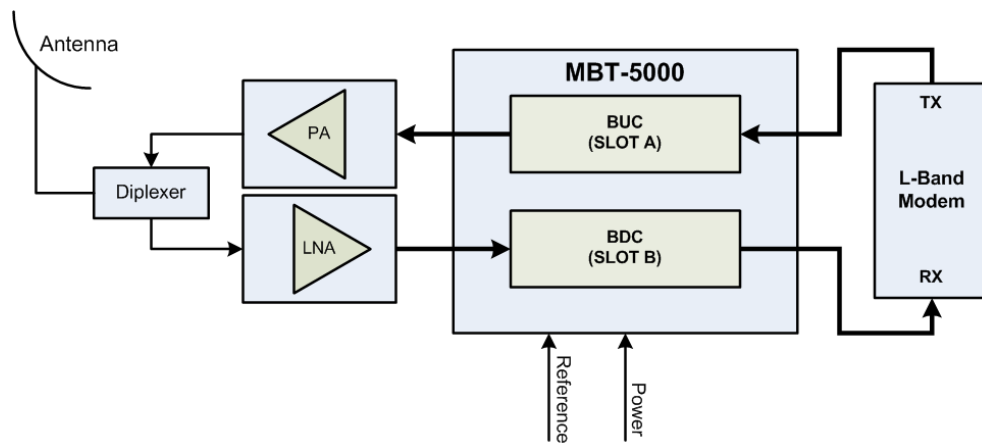 Antenna
MBT-5000
PA
BUC
(SLOT A)
TX
Diplexer
L-Band
Modem
LNA
BDC
(SLOT B)
RX
Reference
Power